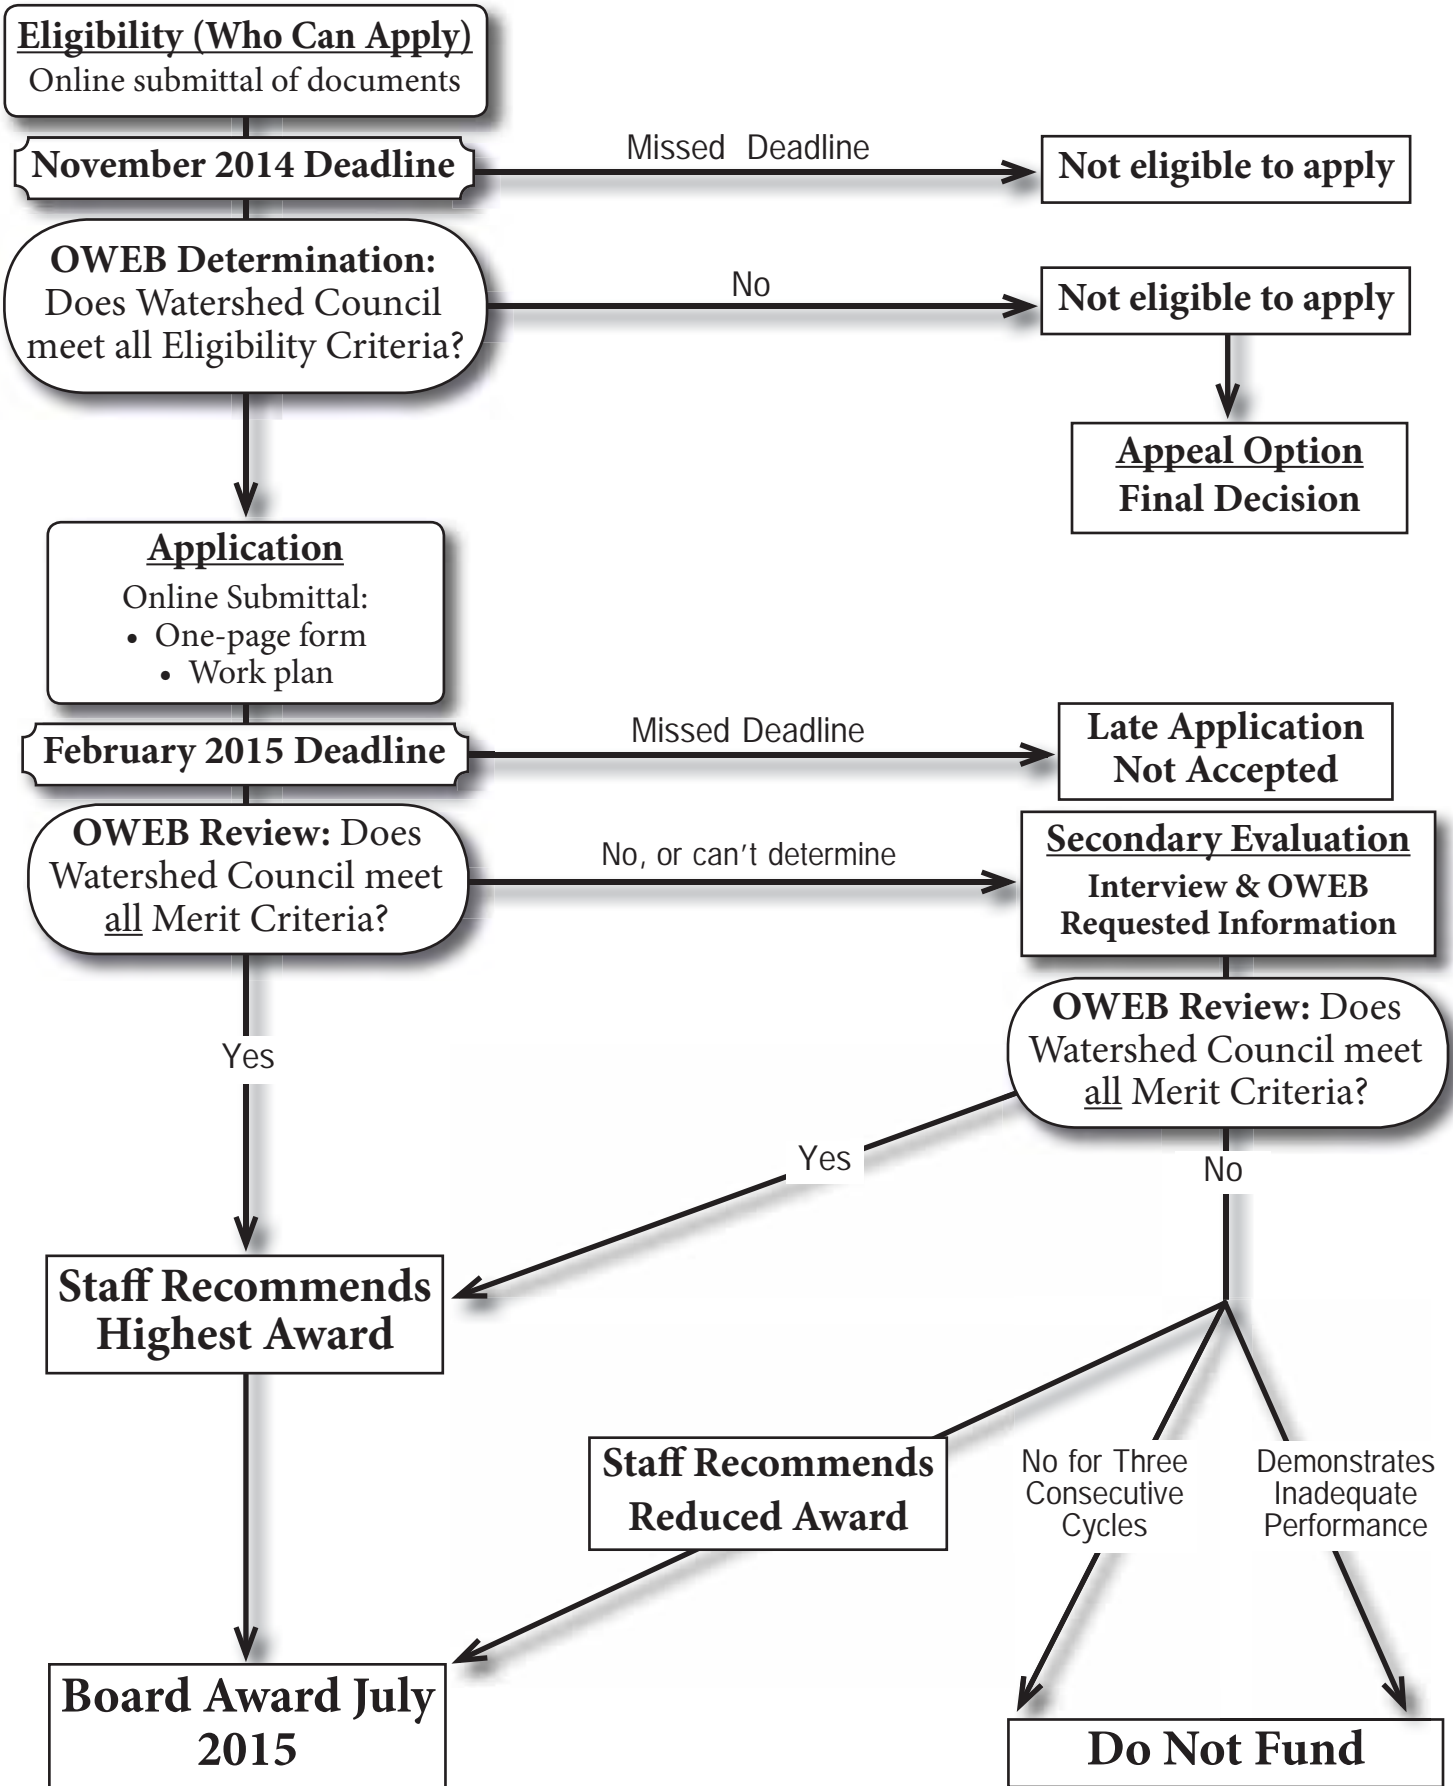 Eligibility (Who Can Apply)
Online submittal of documents
November 2014 Deadline
Missed Deadline
Not eligible to apply
OWEB Determination:
Does Watershed Council
meet all Eligibility Criteria?
No
Not eligible to apply
Appeal Option
Final Decision
Application
Online Submittal:
• One-page form
• Work plan
February 2015 Deadline
Missed Deadline
Late Application
Not Accepted
OWEB Review: Does
Watershed Council meet
all Merit Criteria?
No, or can't determine
Secondary Evaluation
Interview & OWEB
Requested Information
OWEB Review: Does
Watershed Council meet
all Merit Criteria?
Yes
Yes
No
Staff Recommends
Highest Award
Staff Recommends
Reduced Award
No for Three
Consecutive
Cycles
Demonstrates
Inadequate
Performance
Board Award July
2015
Do Not Fund